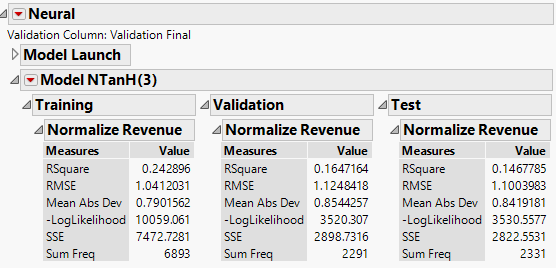 Neural
Validation Column: Validation Final
Model Launch
Model NTanH(3)
Training Validation Test
Normalize Revenue Normalize Revenue Normalize Revenue
Measures Value Measures Value Measures Value
RSquare 0.242896 RSquare 0.1647164 RSquare 0.1467785
RMSE 1.0412031 RMSE 1.1248418 RMSE 1.1003983
Mean Abs Dev 0.7901562 Mean Abs Dev 0.8544257 Mean Abs Dev 0.8419181
-LogLikelihood 10059.061 -LogLikelihood 3520.307 -LogLikelihood 3530.5577
SSE 7472.7281 SSE 2898.7316 SSE 2822.5531
Sum Freq 6893 Sum Freq 2291 Sum Freq 2331